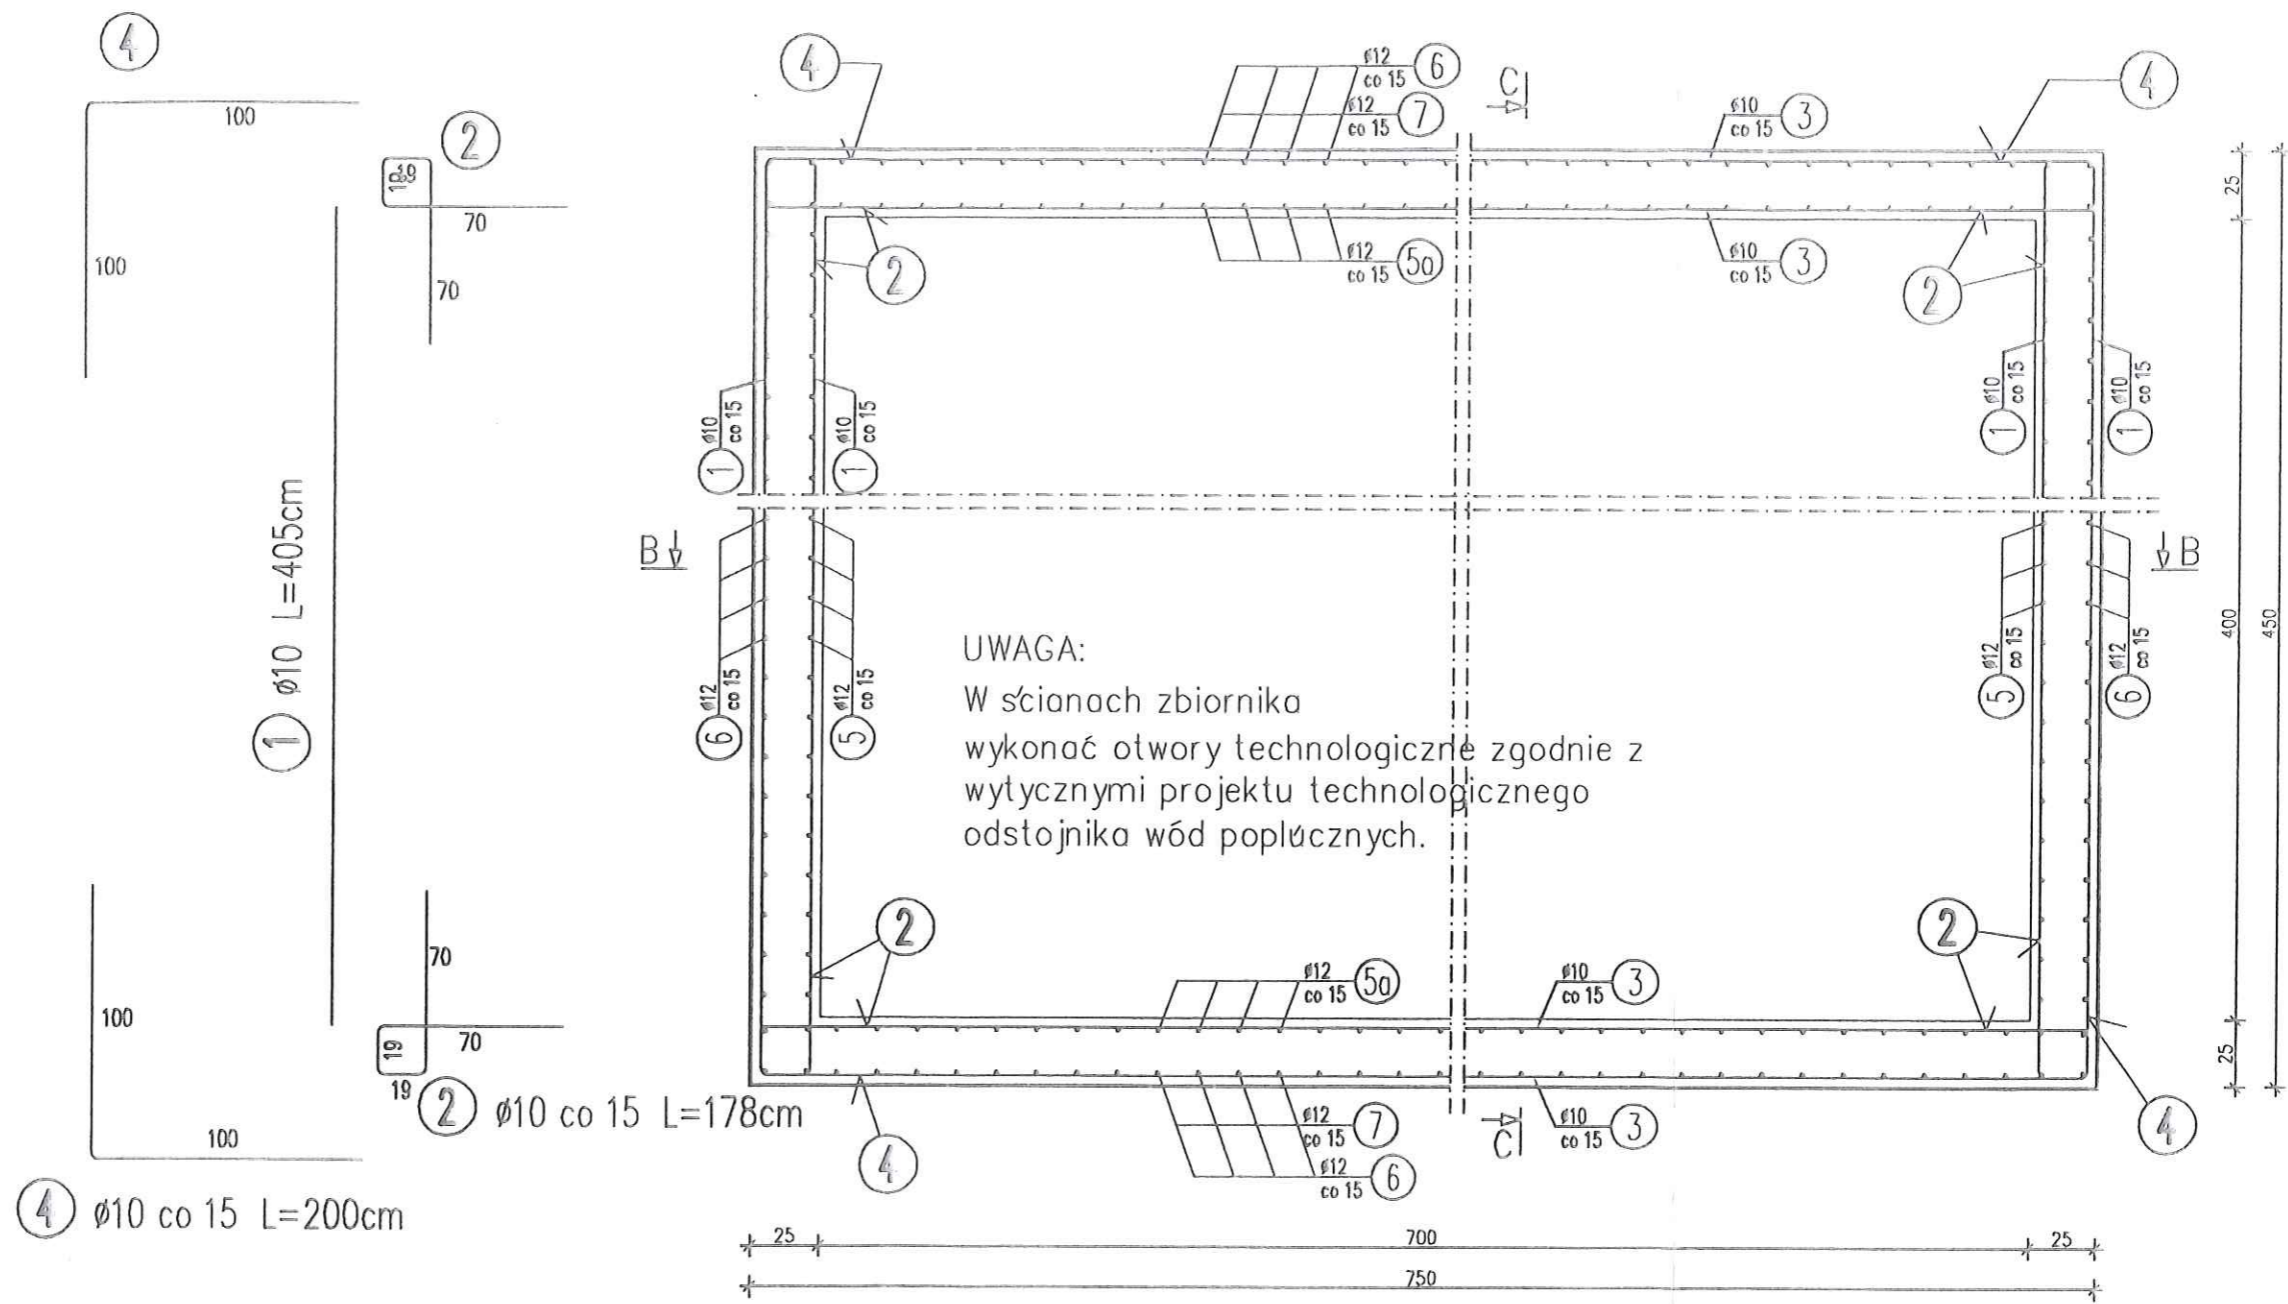 4
100
100
2
19
70
70
1 ø10 L=405cm
70
70
19
19
2 ø10 co 15 L=178cm
100
100
4 ø10 co 15 L=200cm
4
ø12
co 15 6
ø12
co 15 7
C
ø10
co 15 3
4
2
ø12
co 15 5a
ø10
co 15 3
2
25
1 ø10
co 15
1 ø10
co 15
1 ø10
co 15
1 ø10
co 15
B
B
6 ø12
co 15
5 ø12
co 15
5 ø12
co 15
6 ø12
co 15
400
450
UWAGA:
W ścianach zbiornika
wykonać otwory technologiczne zgodnie z
wytycznymi projektu technologicznego
odstojnika wód popłucznych.
2
2
ø12
co 15 5a
ø10
co 15 3
25
4
ø12
co 15 7
ø12
co 15 6
C
ø10
co 15 3
4
25
700
25
750